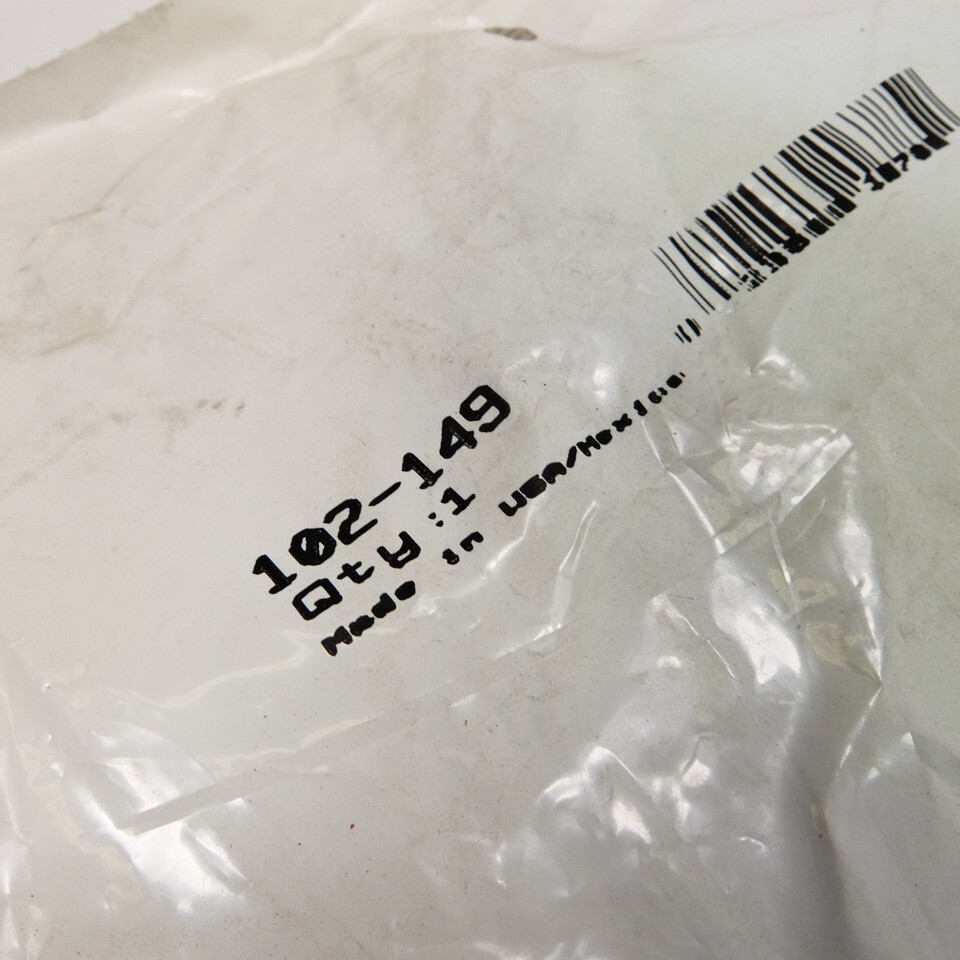 102-149
Qty :1
Made in USA/Mexico